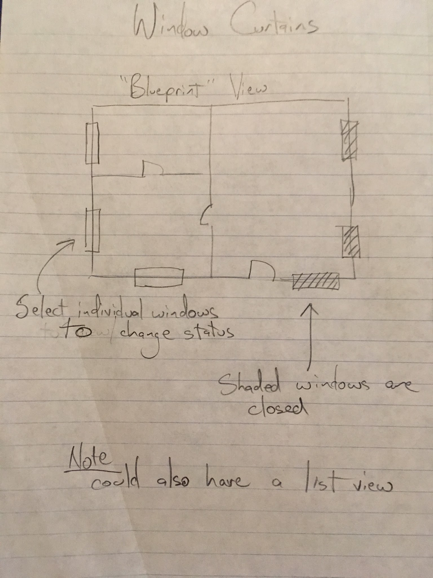 Window Curtains
"Blueprint" View
Select individual windows
to change status
Shaded windows are
closed
Note
could also have a list view